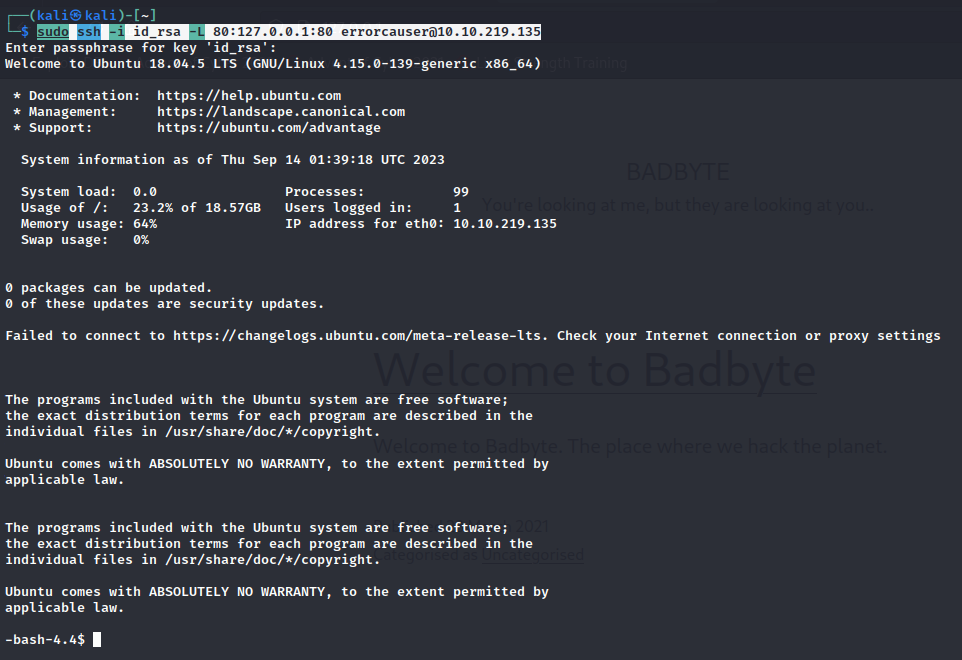 ┌──(kali㉿kali)-[~]
└─$ sudo ssh -i id_rsa -L 80:127.0.0.1:80 errorcauser@10.10.219.135
Enter passphrase for key 'id_rsa':
Welcome to Ubuntu 18.04.5 LTS (GNU/Linux 4.15.0-139-generic x86_64)
ngth Training
* Documentation:  https://help.ubuntu.com
* Management:     https://landscape.canonical.com
* Support:        https://ubuntu.com/advantage
System information as of Thu Sep 14 01:39:18 UTC 2023
BADBYTE
System load:  0.0                Processes:           99
Usage of /:   23.2% of 18.57GB   Users logged in:     1
You're looking at me, but they are looking at you..
Memory usage: 64%                IP address for eth0: 10.10.219.135
Swap usage:   0%
0 packages can be updated.
0 of these updates are security updates.
Failed to connect to https://changelogs.ubuntu.com/meta-release-lts. Check your Internet connection or proxy settings
Welcome to Badbyte
The programs included with the Ubuntu system are free software;
the exact distribution terms for each program are described in the
individual files in /usr/share/doc/*/copyright.
Welcome to Badbyte. The place where we hack the planet.
Ubuntu comes with ABSOLUTELY NO WARRANTY, to the extent permitted by
applicable law.
The programs included with the Ubuntu system are free software;
2021
the exact distribution terms for each program are described in the
individual files in /usr/share/doc/*/copyright.
Categorised as Uncategorised
Ubuntu comes with ABSOLUTELY NO WARRANTY, to the extent permitted by
applicable law.
-bash-4.4$